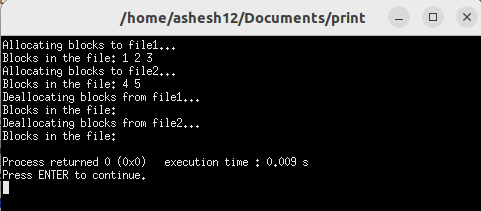 /home/ashesh12/Documents/print
Allocating blocks to file1...
Blocks in the file: 1 2 3
Allocating blocks to file2...
Blocks in the file: 4 5
Deallocating blocks from file1...
Blocks in the file:
Deallocating blocks from file2...
Blocks in the file:
Process returned 0 (0x0)   execution time : 0.009 s
Press ENTER to continue.